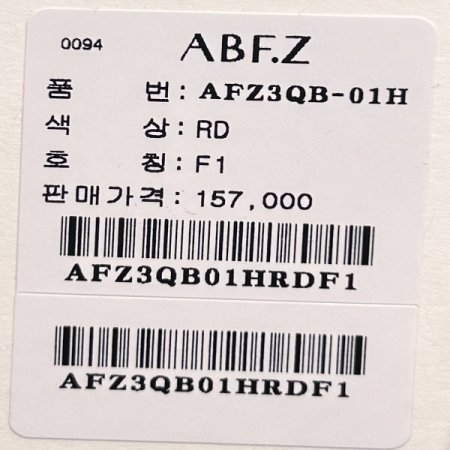 0094 ABF.Z
품 번 : AFZ3QB-01H
색 상 : RD
호 칭 : F1
판매가격 : 157,000
AFZ3QB01HRDF1
AFZ3QB01HRDF1